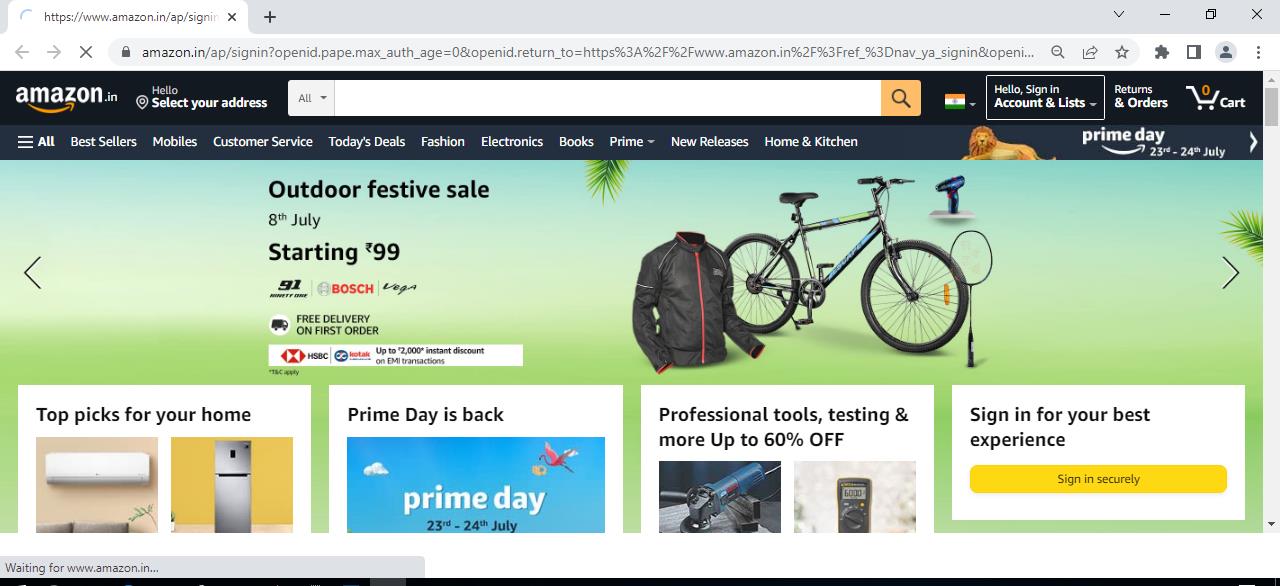 https://www.amazon.in/ap/signin
amazon.in/ap/signin?openid.pape.max_auth_age=0&openid.return_to=https%3A%2F%2Fwww.amazon.in%2F%3Fref_%3Dnav_ya_signin&openi...
amazon.in
Hello
Select your address
All
Hello, Sign in
Account & Lists
Returns
& Orders
0
Cart
All
Best Sellers
Mobiles
Customer Service
Today's Deals
Fashion
Electronics
Books
Prime
New Releases
Home & Kitchen
prime day
23rd - 24th July
Outdoor festive sale
8th July
Starting ₹99
91
NINETY ONE
BOSCH
Vega
FREE DELIVERY
ON FIRST ORDER
HSBC
kotak
Up to ₹2,000* instant discount
on EMI transactions
*T&C apply
Top picks for your home
Prime Day is back
prime day
23rd - 24th July
Professional tools, testing &
more Up to 60% OFF
6000
Sign in for your best
experience
Sign in securely
Waiting for www.amazon.in...